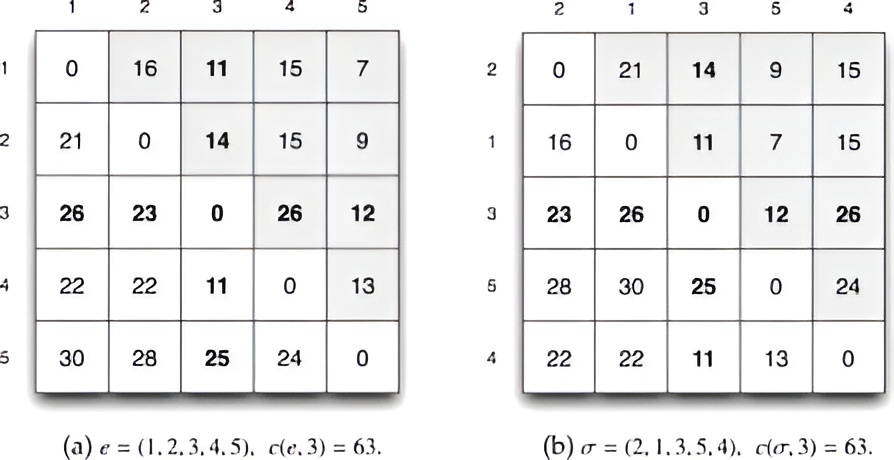 1 2 3 4 5
1 0 16 11 15 7
2 21 0 14 15 9
3 26 23 0 26 12
4 22 22 11 0 13
5 30 28 25 24 0
(a) e = (1, 2, 3, 4, 5), c(e, 3) = 63.
2 1 3 5 4
2 0 21 14 9 15
1 16 0 11 7 15
3 23 26 0 12 26
5 28 30 25 0 24
4 22 22 11 13 0
(b) σ = (2, 1, 3, 5, 4), c(σ, 3) = 63.